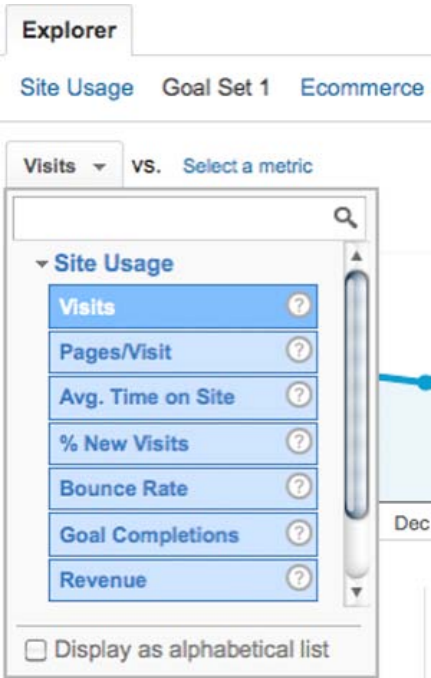 Explorer
Site Usage Goal Set 1 Ecommerce
Visits VS. Select a metric
Site Usage
Visits ?
Pages/Visit ?
Avg. Time on Site ?
% New Visits ?
Bounce Rate ?
Goal Completions ?
Revenue ?
Dec
Display as alphabetical list